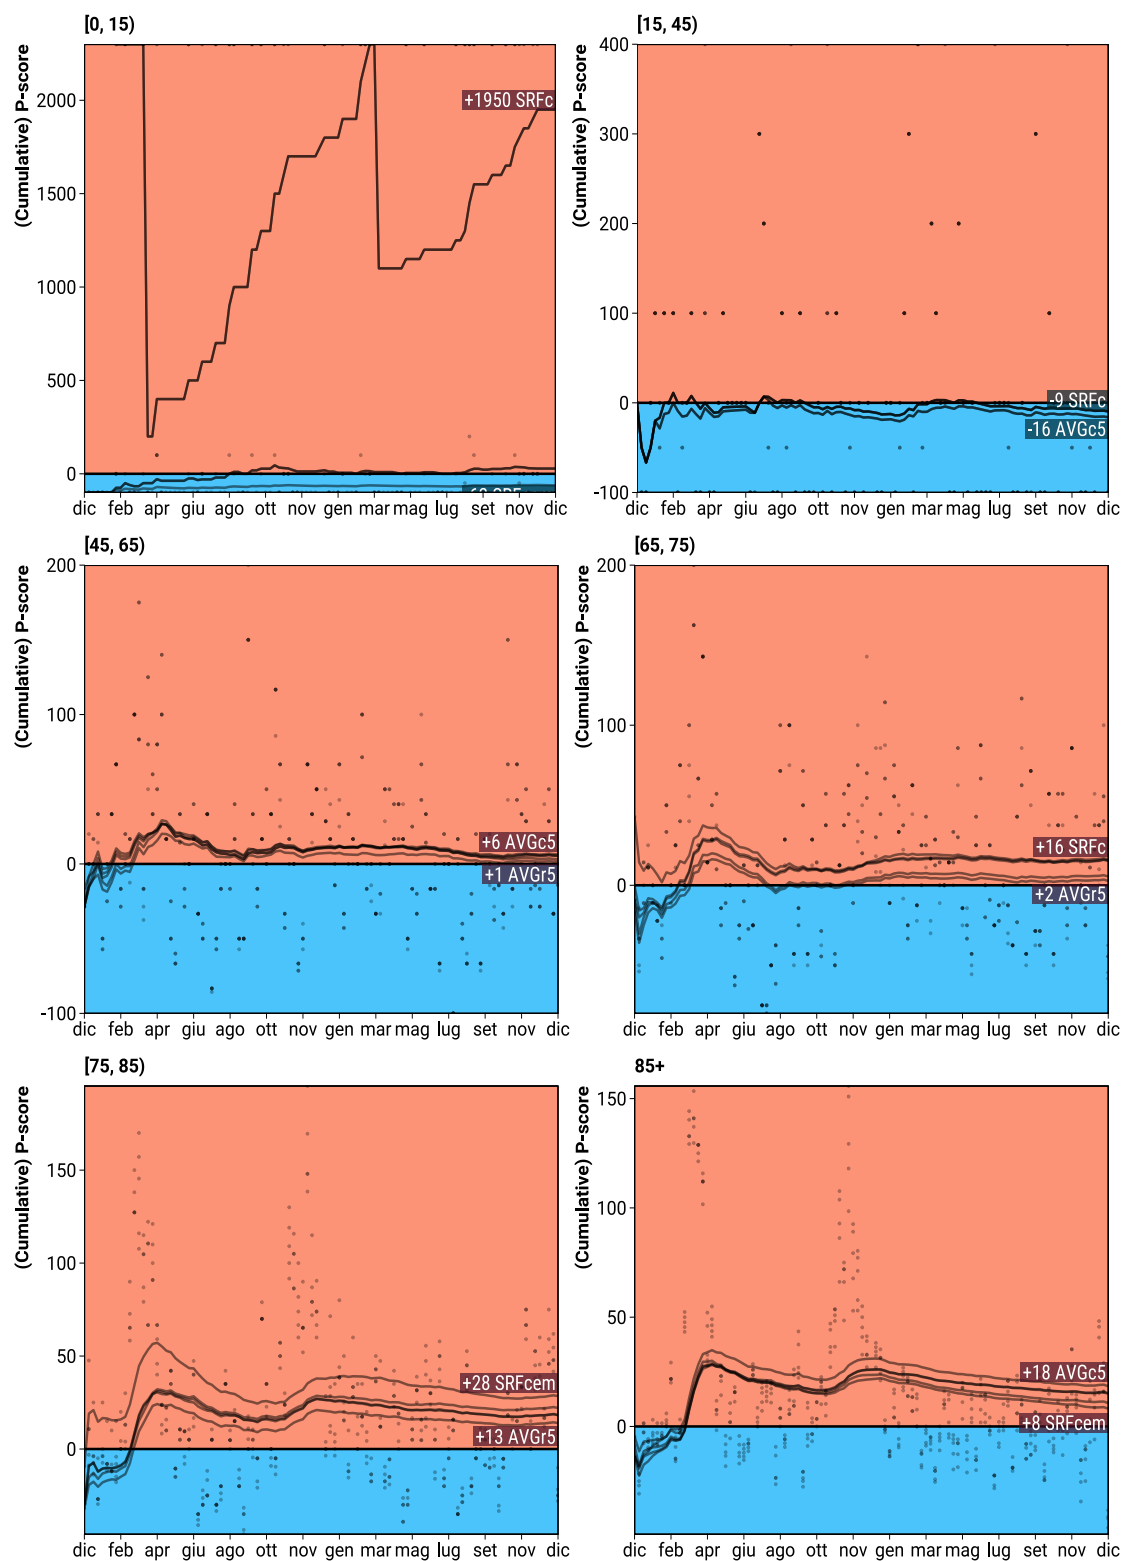 [0, 15)
(Cumulative) P-score
2000
1500
1000
500
0
+1950 SRFc
dic feb apr giu ago ott nov gen mar mag lug set nov dic
[15, 45)
(Cumulative) P-score
400
300
200
100
0
-100
-9 SRFc
-16 AVGc5
dic feb apr giu ago ott nov gen mar mag lug set nov dic
[45, 65)
(Cumulative) P-score
200
100
0
-100
+6 AVGc5
+1 AVGr5
dic feb apr giu ago ott nov gen mar mag lug set nov dic
[65, 75)
(Cumulative) P-score
200
100
0
+16 SRFc
+2 AVGr5
dic feb apr giu ago ott nov gen mar mag lug set nov dic
[75, 85)
(Cumulative) P-score
150
100
50
0
+28 SRFcem
+13 AVGr5
dic feb apr giu ago ott nov gen mar mag lug set nov dic
85+
(Cumulative) P-score
150
100
50
0
+18 AVGc5
+8 SRFcem
dic feb apr giu ago ott nov gen mar mag lug set nov dic